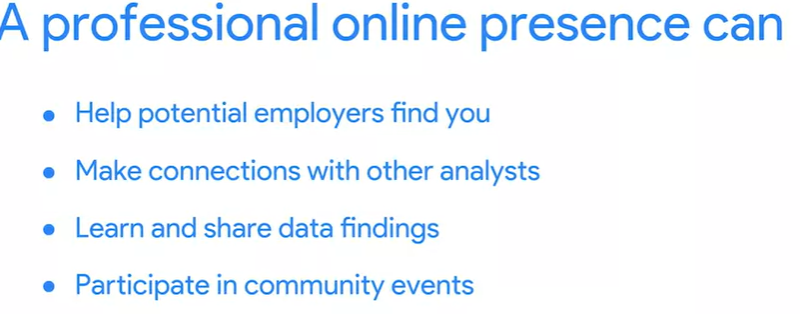 A professional online presence can
• Help potential employers find you
• Make connections with other analysts
• Learn and share data findings
• Participate in community events